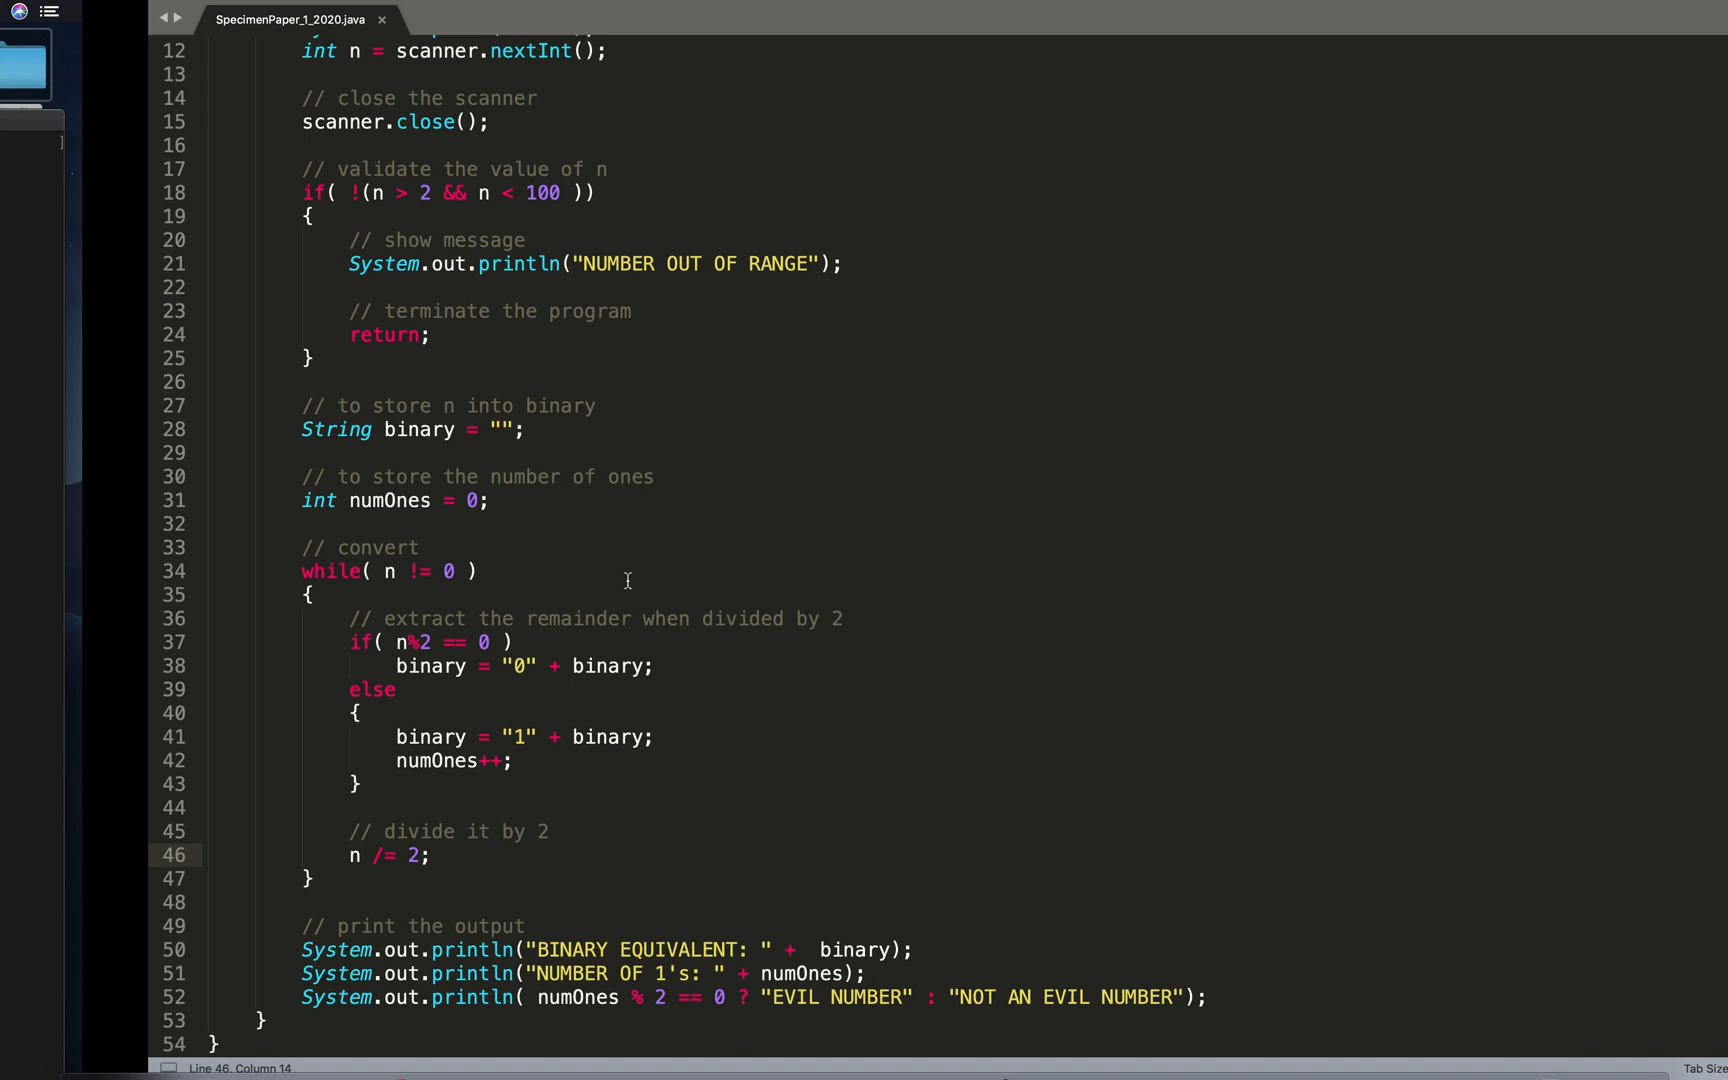 SpecimenPaper_1_2020.java ×
12 int n = scanner.nextInt();
13
14 // close the scanner
15 scanner.close();
16
17 // validate the value of n
18 if( !(n > 2 && n < 100 ))
19 {
20 // show message
21 System.out.println("NUMBER OUT OF RANGE");
22
23 // terminate the program
24 return;
25 }
26
27 // to store n into binary
28 String binary = "";
29
30 // to store the number of ones
31 int numOnes = 0;
32
33 // convert
34 while( n != 0 )
35 {
36 // extract the remainder when divided by 2
37 if( n%2 == 0 )
38 binary = "0" + binary;
39 else
40 {
41 binary = "1" + binary;
42 numOnes++;
43 }
44
45 // divide it by 2
46 n /= 2;
47 }
48
49 // print the output
50 System.out.println("BINARY EQUIVALENT: " +  binary);
51 System.out.println("NUMBER OF 1's: " + numOnes);
52 System.out.println( numOnes % 2 == 0 ? "EVIL NUMBER" : "NOT AN EVIL NUMBER");
53 }
54 }
Line 46, Column 14 Tab Size